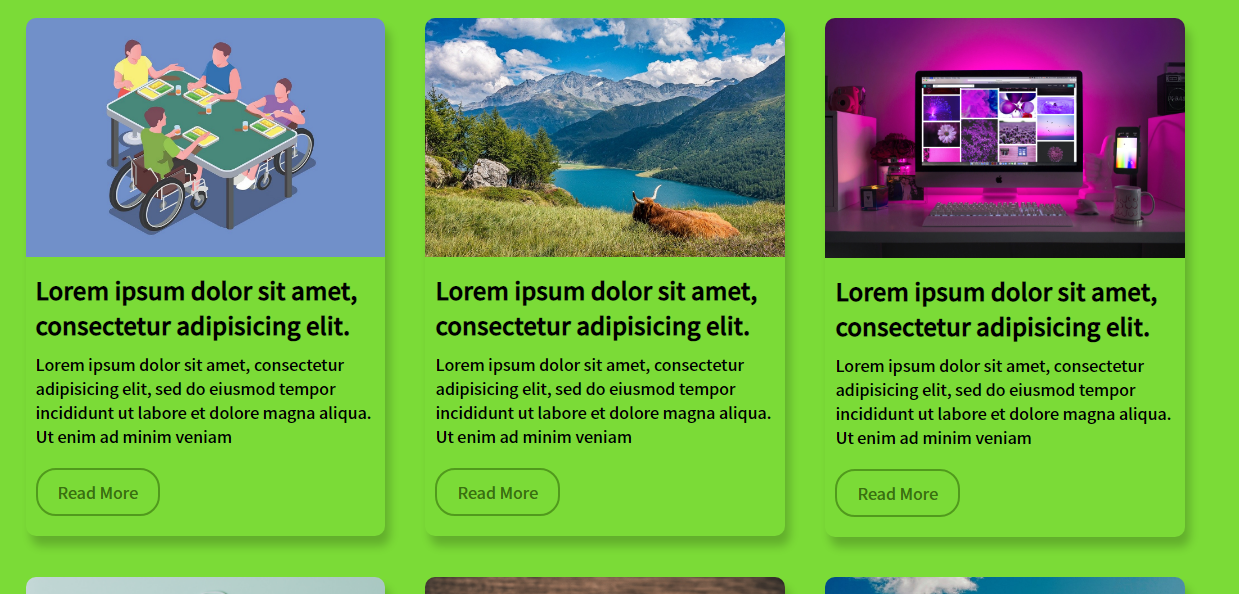 Lorem ipsum dolor sit amet,
consectetur adipisicing elit.
Lorem ipsum dolor sit amet, consectetur
adipisicing elit, sed do eiusmod tempor
incididunt ut labore et dolore magna aliqua.
Ut enim ad minim veniam
Read More
Lorem ipsum dolor sit amet,
consectetur adipisicing elit.
Lorem ipsum dolor sit amet, consectetur
adipisicing elit, sed do eiusmod tempor
incididunt ut labore et dolore magna aliqua.
Ut enim ad minim veniam
Read More
Lorem ipsum dolor sit amet,
consectetur adipisicing elit.
Lorem ipsum dolor sit amet, consectetur
adipisicing elit, sed do eiusmod tempor
incididunt ut labore et dolore magna aliqua.
Ut enim ad minim veniam
Read More